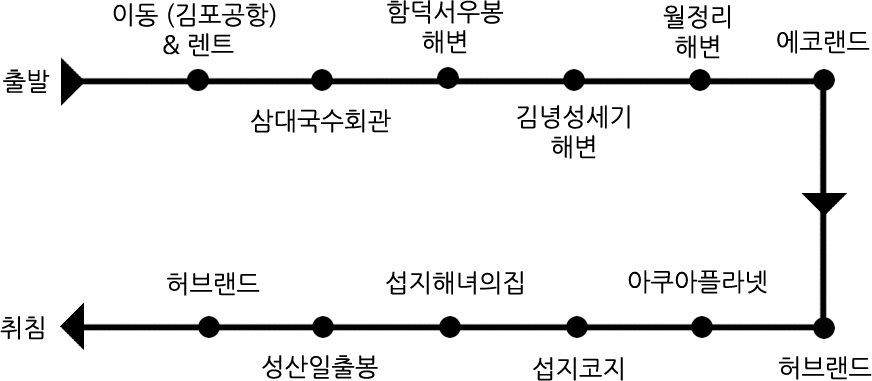 출발
이동 (김포공항)
& 렌트
삼대국수회관
함덕서우봉
해변
김녕성세기
해변
월정리
해변
에코랜드
허브랜드
아쿠아플라넷
섭지코지
섭지해녀의집
성산일출봉
허브랜드
취침